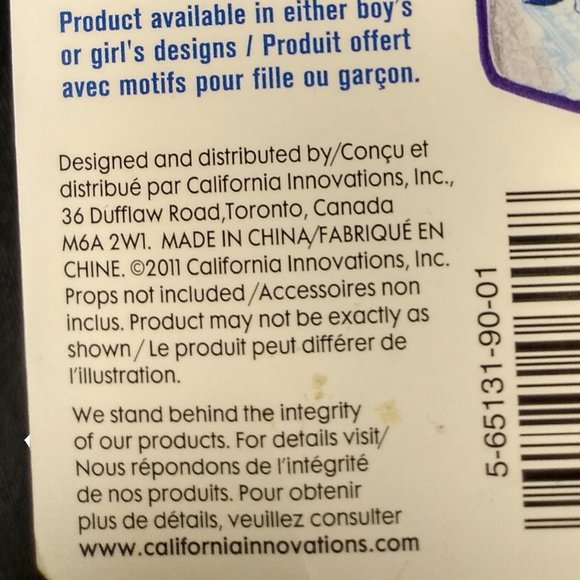 Product available in either boy's
or girl's designs / Produit offert
avec motifs pour fille ou garçon.
Designed and distributed by/Conçu et
distribué par California Innovations, Inc.,
36 Dufflaw Road,Toronto, Canada
M6A 2W1. MADE IN CHINA/FABRIQUÉ EN
CHINE. ©2011 California Innovations, Inc.
Props not included/Accessoires non
inclus. Product may not be exactly as
shown/ Le produit peut différer de
l'illustration.
We stand behind the integrity
of our products. For details visit/
Nous répondons de l'intégrité
de nos produits. Pour obtenir
plus de détails, veuillez consulter
www.californiainnovations.com
5-65131-90-01